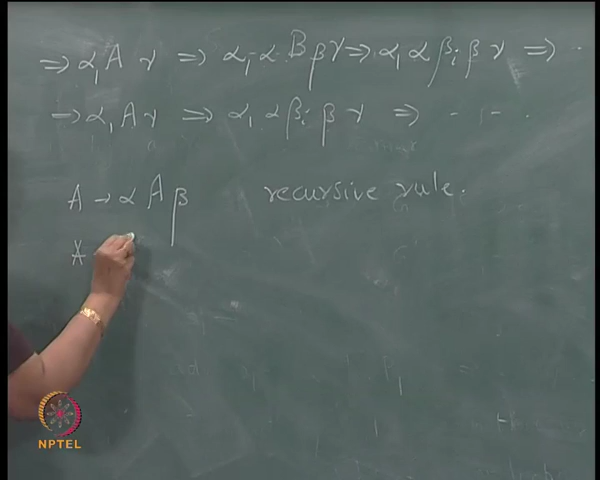 ⇒ α₁ A γ ⇒ α₁ α B β γ ⇒ α₁ α βᵢ β γ ⇒ ·
→ α₁ A γ ⇒ α₁ α βᵢ β γ ⇒ - - .
A → α A β recursive rule.
A
NPTEL